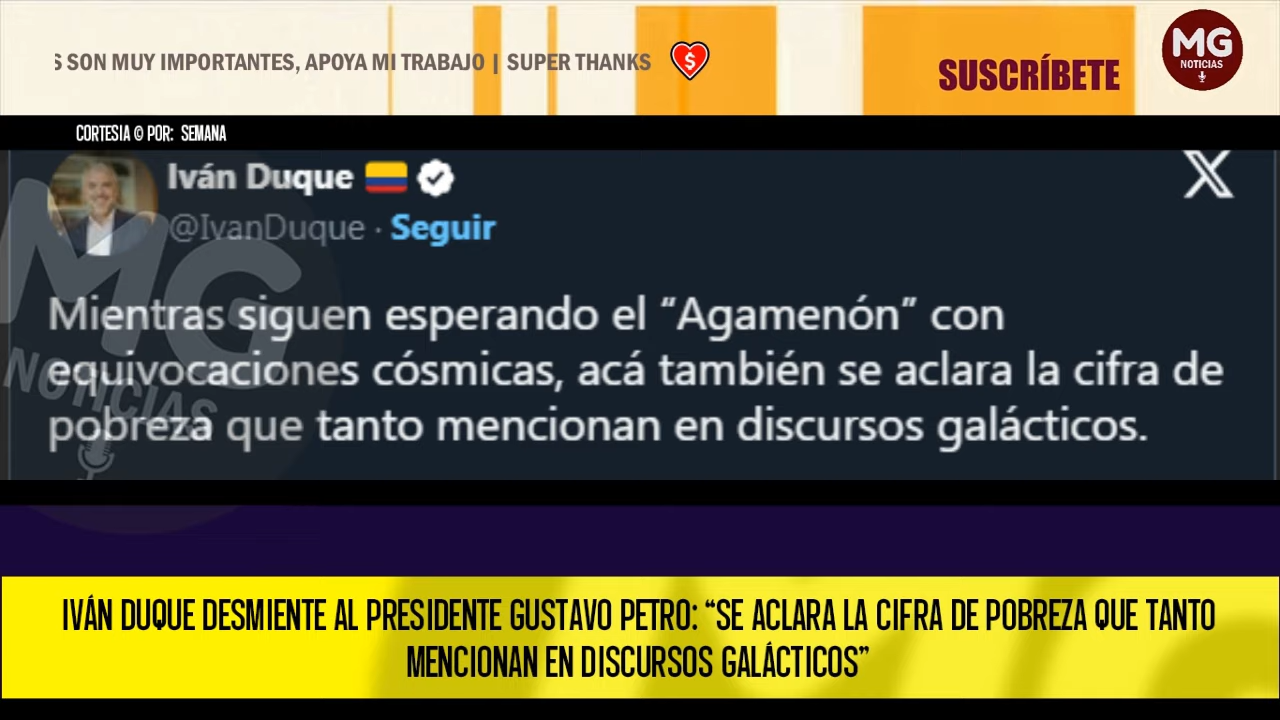 S SON MUY IMPORTANTES, APOYA MI TRABAJO | SUPER THANKS
SUSCRÍBETE
MG
NOTICIAS
CORTESIA © POR: SEMANA
Iván Duque
@IvanDuque · Seguir
Mientras siguen esperando el “Agamenón” con
equivocaciones cósmicas, acá también se aclara la cifra de
pobreza que tanto mencionan en discursos galácticos.
MG
NOTICIAS
IVÁN DUQUE DESMIENTE AL PRESIDENTE GUSTAVO PETRO: “SE ACLARA LA CIFRA DE POBREZA QUE TANTO
MENCIONAN EN DISCURSOS GALÁCTICOS”